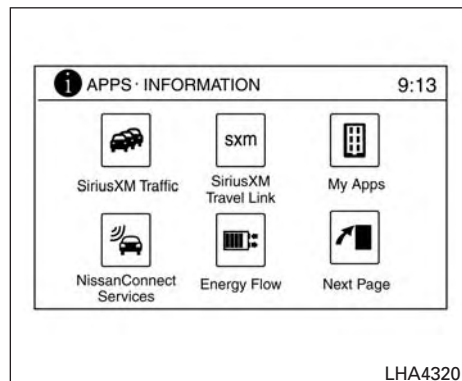 i APPS · INFORMATION 9:13
sxm
SiriusXM Traffic
SiriusXM
Travel Link
My Apps
NissanConnect
Services
Energy Flow
Next Page
LHA4320